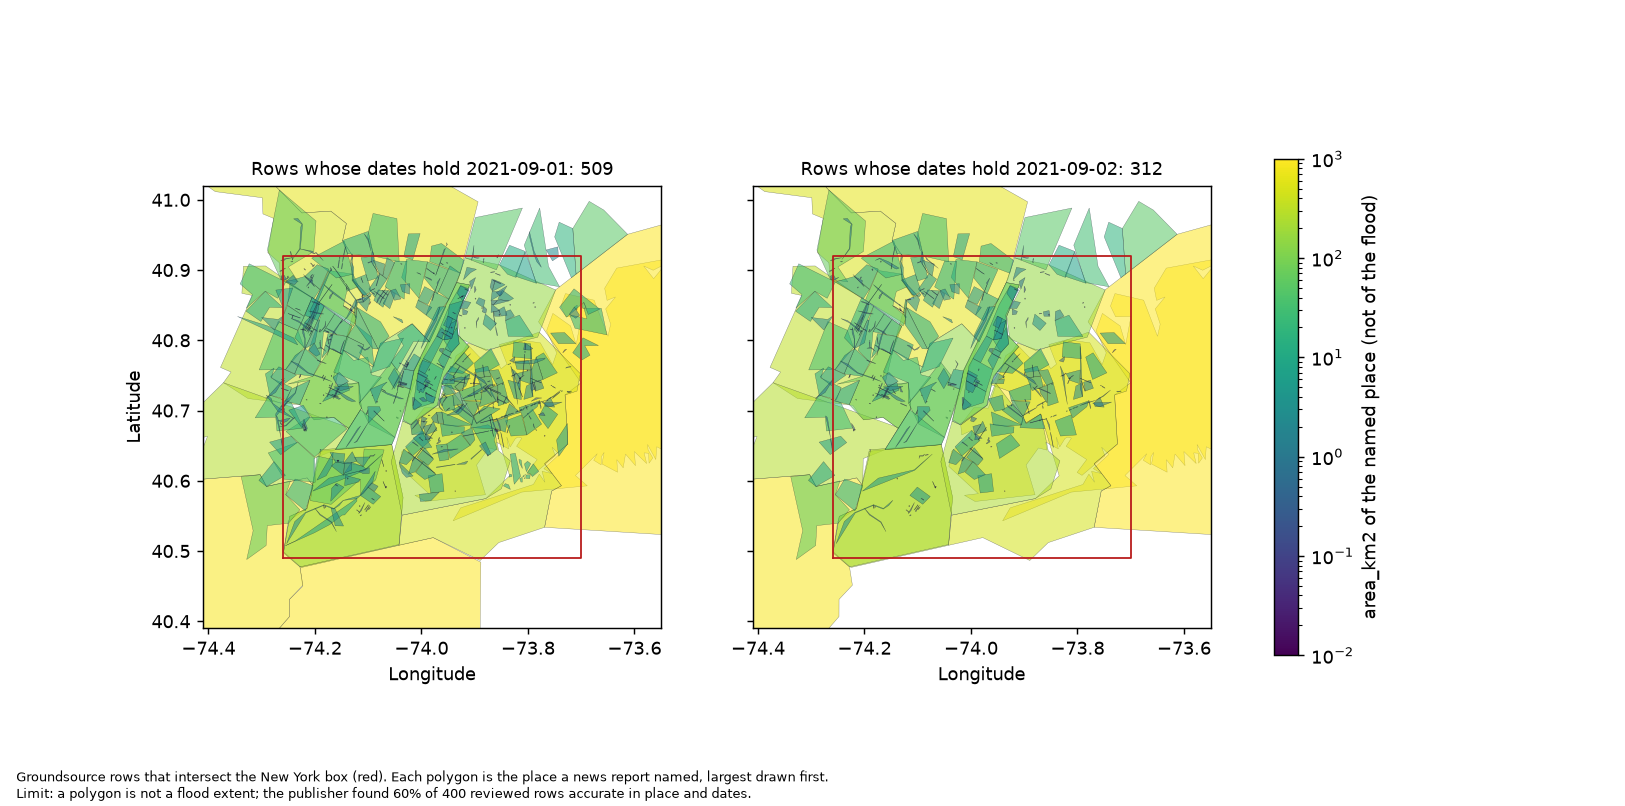 Rows whose dates hold 2021-09-01: 509
Rows whose dates hold 2021-09-02: 312
41.0
40.9
40.8
40.7
40.6
40.5
40.4
Latitude
−74.4 −74.2 −74.0 −73.8 −73.6
Longitude
−74.4 −74.2 −74.0 −73.8 −73.6
Longitude
10³
10²
10¹
10⁰
10⁻¹
10⁻²
area_km2 of the named place (not of the flood)
Groundsource rows that intersect the New York box (red). Each polygon is the place a news report named, largest drawn first.
Limit: a polygon is not a flood extent; the publisher found 60% of 400 reviewed rows accurate in place and dates.